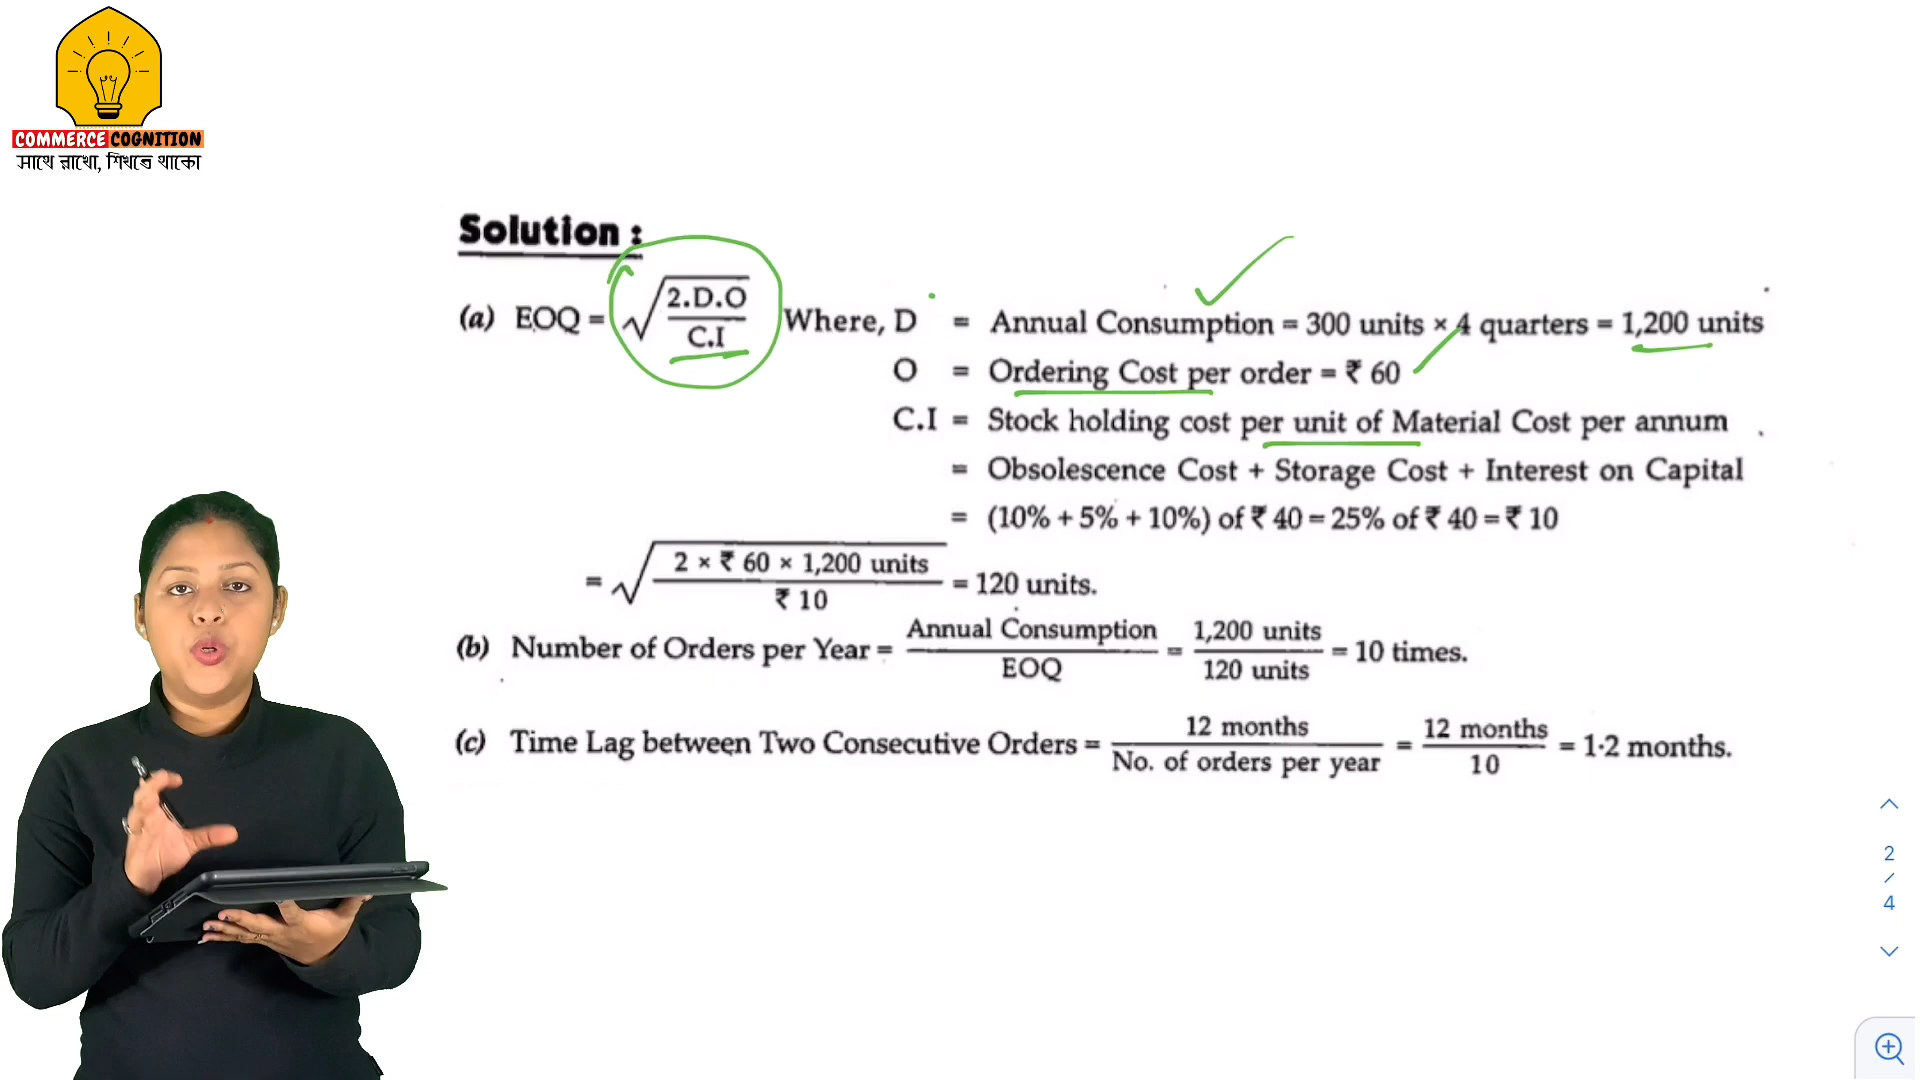 COMMERCE COGNITION
সাথে রাখো, শিখতে থাকো
Solution :
(a) EOQ = √(2.D.O / C.I) Where, D = Annual Consumption = 300 units × 4 quarters = 1,200 units
O = Ordering Cost per order = ₹ 60
C.I = Stock holding cost per unit of Material Cost per annum
= Obsolescence Cost + Storage Cost + Interest on Capital
= (10% + 5% + 10%) of ₹ 40 = 25% of ₹ 40 = ₹ 10
= √(2 × ₹ 60 × 1,200 units / ₹ 10) = 120 units.
(b) Number of Orders per Year = Annual Consumption / EOQ = 1,200 units / 120 units = 10 times.
(c) Time Lag between Two Consecutive Orders = 12 months / No. of orders per year = 12 months / 10 = 1·2 months.
2
/
4